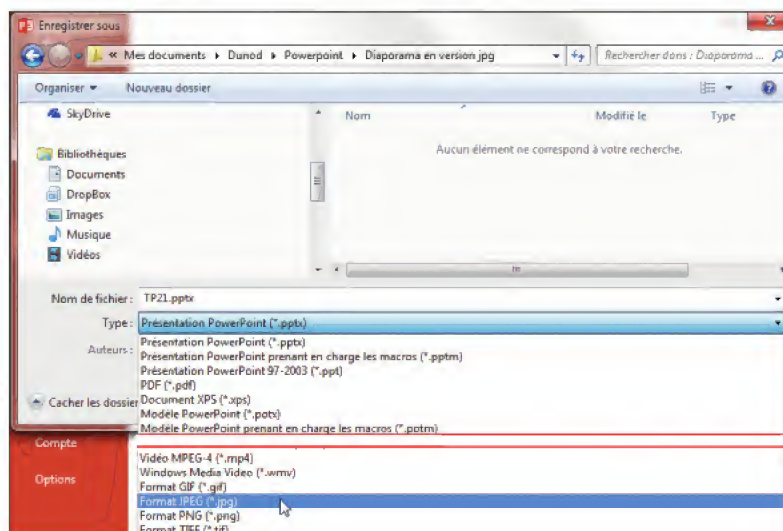 Enregistrer sous
« Mes documents Dunod Powerpoint Diaporama en version jpg Rechercher dans : Diaporama ...
Organiser Nouveau dossier
SkyDrive
Nom Modifié le Type
Aucun élément ne correspond à votre recherche.
Bibliothèques
Documents
DropBox
Images
Musique
Vidéos
Nom de fichier : TP21.pptx
Type : Présentation PowerPoint (*.pptx)
Auteurs :
Présentation PowerPoint (*.pptx)
Présentation PowerPoint prenant en charge les macros (*.pptm)
Présentation PowerPoint 97-2003 (*.ppt)
PDF (*.pdf)
Cacher les dossier
Document XPS (*.xps)
Modèle PowerPoint (*.potx)
Modèle PowerPoint prenant en charge les macros (*.potm)
Compte
Options
Vidéo MPEG-4 (*.mp4)
Windows Media Video (*.wmv)
Format GIF (*.gif)
Format JPEG (*.jpg)
Format PNG (*.png)
Format TIFF (*.tif)